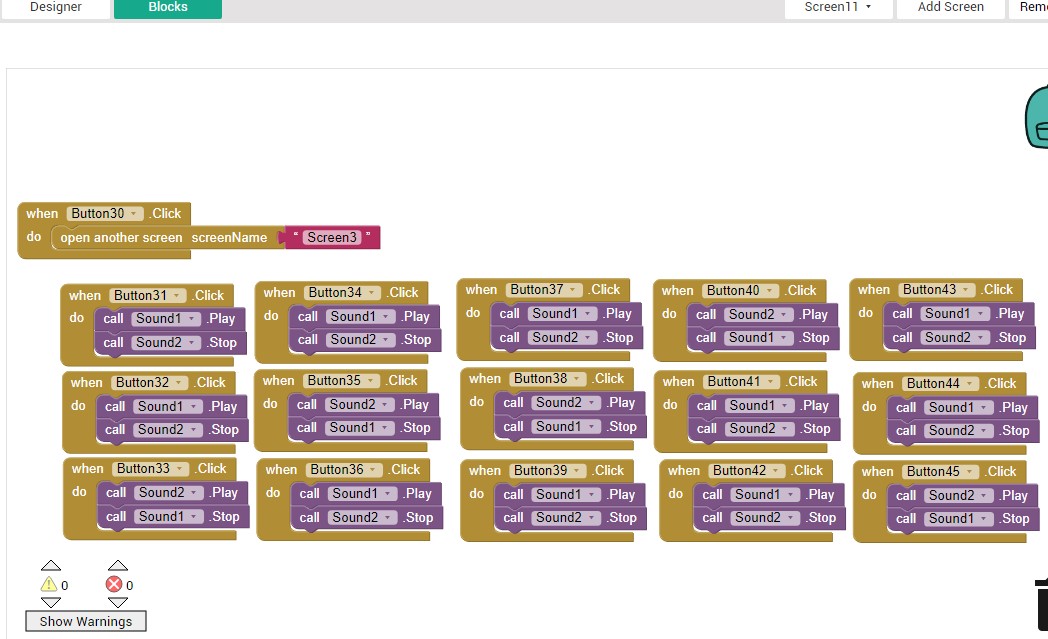 Designer Blocks Screen11 Add Screen
when Button30 .Click
do open another screen screenName " Screen3 "
when Button31 .Click
do call Sound1 .Play
call Sound2 .Stop
when Button34 .Click
do call Sound1 .Play
call Sound2 .Stop
when Button37 .Click
do call Sound1 .Play
call Sound2 .Stop
when Button40 .Click
do call Sound2 .Play
call Sound1 .Stop
when Button43 .Click
do call Sound1 .Play
call Sound2 .Stop
when Button32 .Click
do call Sound1 .Play
call Sound2 .Stop
when Button35 .Click
do call Sound2 .Play
call Sound1 .Stop
when Button38 .Click
do call Sound2 .Play
call Sound1 .Stop
when Button41 .Click
do call Sound1 .Play
call Sound2 .Stop
when Button44 .Click
do call Sound1 .Play
call Sound2 .Stop
when Button33 .Click
do call Sound2 .Play
call Sound1 .Stop
when Button36 .Click
do call Sound1 .Play
call Sound2 .Stop
when Button39 .Click
do call Sound1 .Play
call Sound2 .Stop
when Button42 .Click
do call Sound1 .Play
call Sound2 .Stop
when Button45 .Click
do call Sound2 .Play
call Sound1 .Stop
0 0
Show Warnings